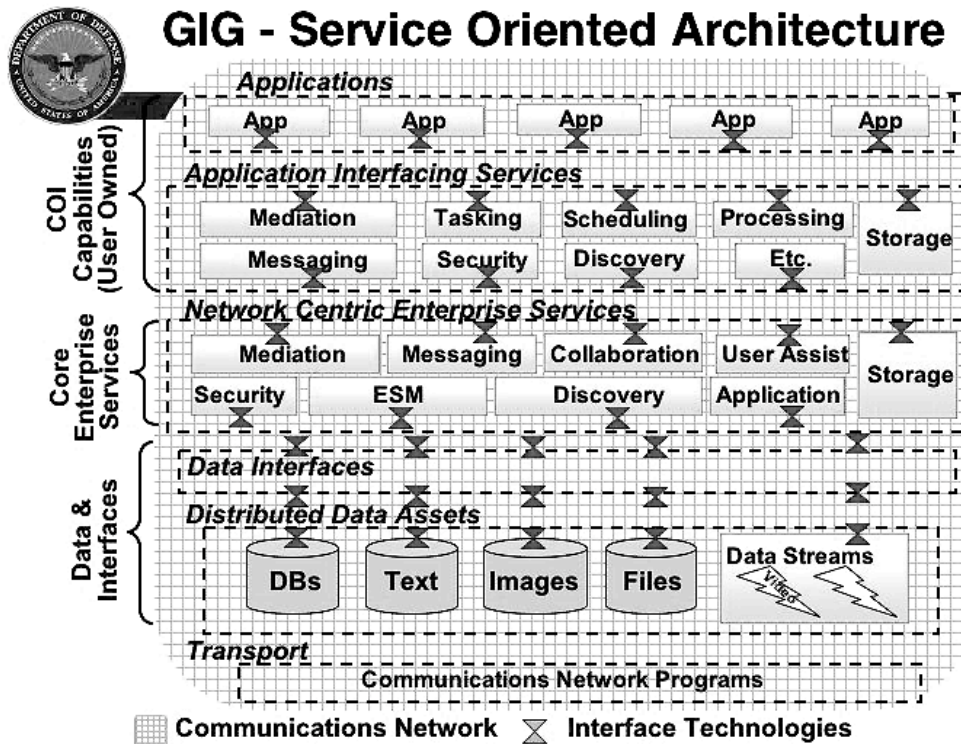 DEPARTMENT OF DEFENSE
UNITED STATES OF AMERICA
GIG - Service Oriented Architecture
Applications
App App App App App
COI
Capabilities
(User Owned)
Application Interfacing Services
Mediation Tasking Scheduling Processing Storage
Messaging Security Discovery Etc.
Core
Enterprise
Services
Network Centric Enterprise Services
Mediation Messaging Collaboration User Assist Storage
Security ESM Discovery Application
Data &
Interfaces
Data Interfaces
Distributed Data Assets
DBs Text Images Files Data Streams
Video
Transport
Communications Network Programs
Communications Network Interface Technologies